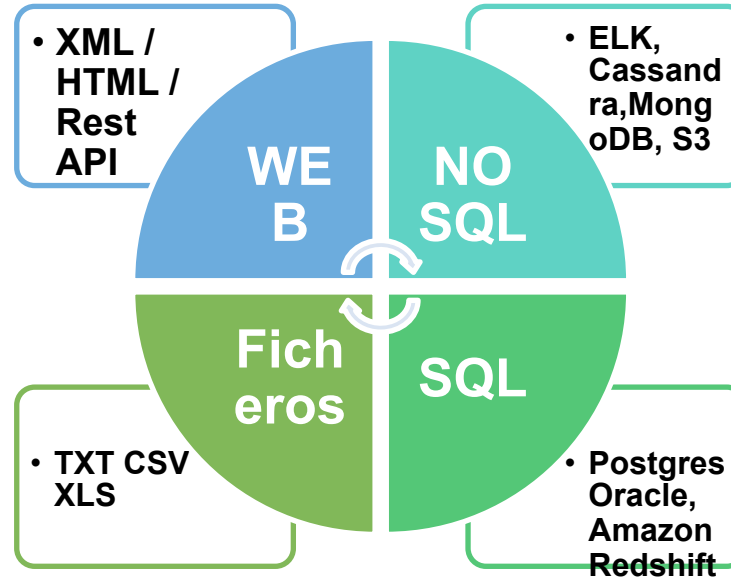 • XML /
HTML /
Rest
API
WE
B
NO
SQL
• ELK,
Cassand
ra,Mong
oDB, S3
Fich
eros
SQL
• TXT CSV
XLS
• Postgres
Oracle,
Amazon
Redshift